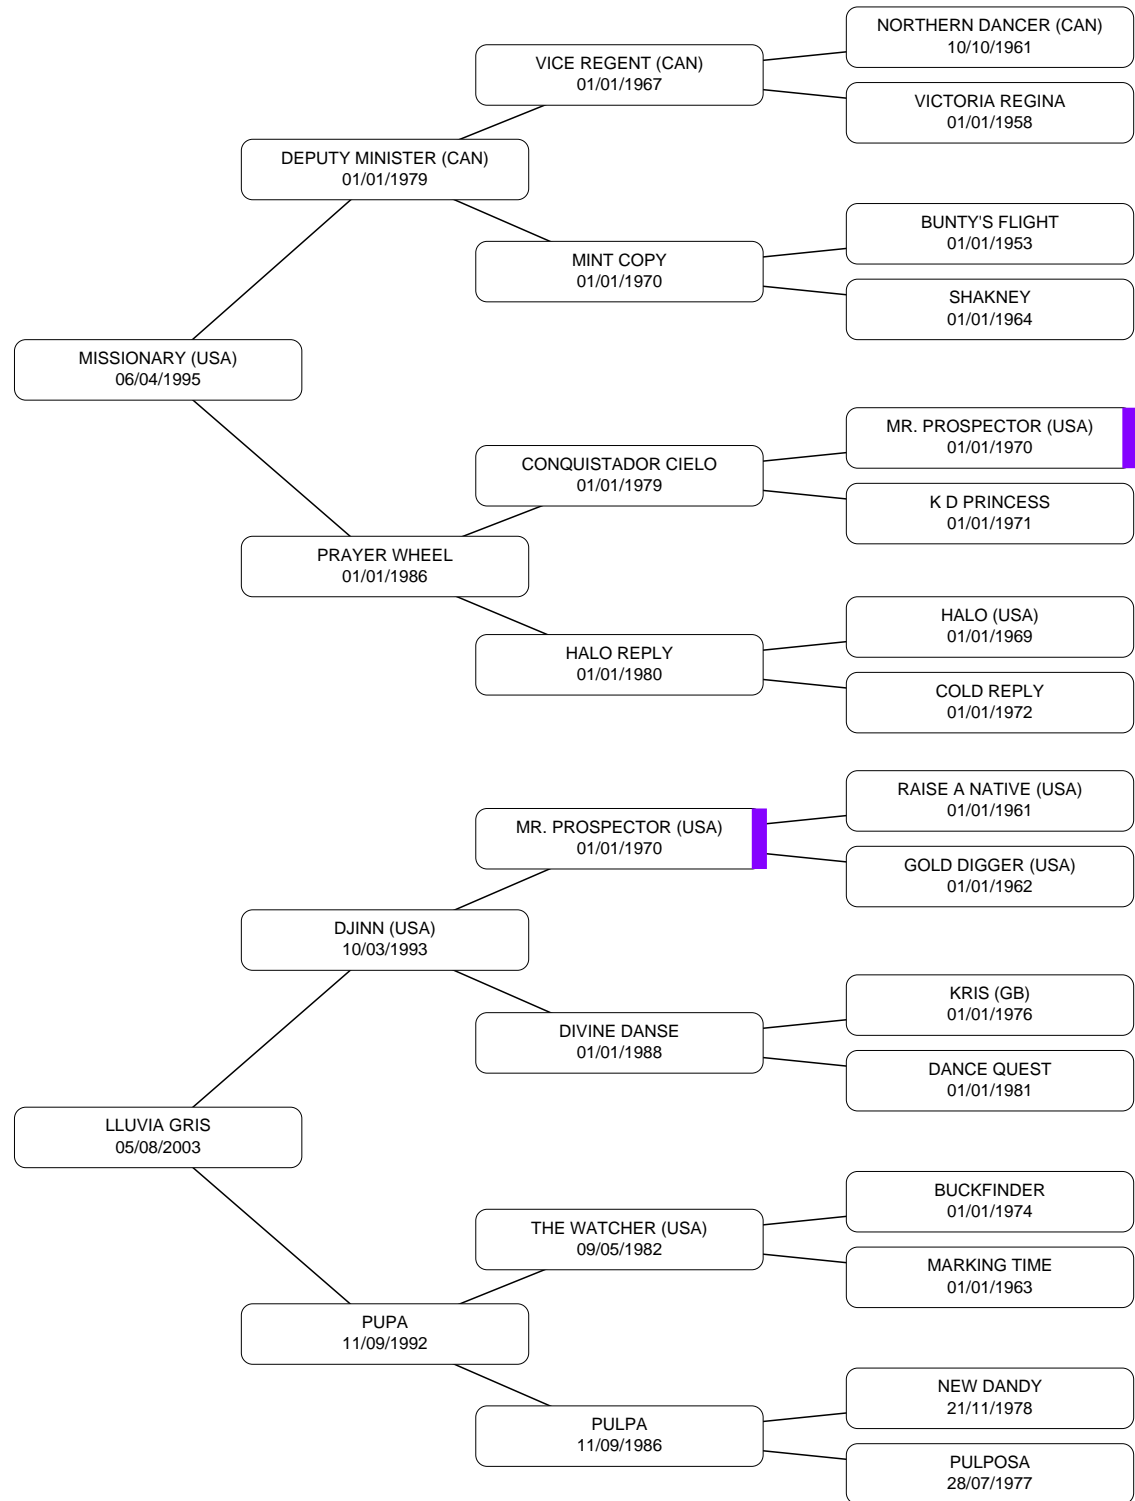 NORTHERN DANCER (CAN)
10/10/1961
VICE REGENT (CAN)
01/01/1967
VICTORIA REGINA
01/01/1958
DEPUTY MINISTER (CAN)
01/01/1979
BUNTY'S FLIGHT
01/01/1953
MINT COPY
01/01/1970
SHAKNEY
01/01/1964
MISSIONARY (USA)
06/04/1995
MR. PROSPECTOR (USA)
01/01/1970
CONQUISTADOR CIELO
01/01/1979
K D PRINCESS
01/01/1971
PRAYER WHEEL
01/01/1986
HALO (USA)
01/01/1969
HALO REPLY
01/01/1980
COLD REPLY
01/01/1972
RAISE A NATIVE (USA)
01/01/1961
MR. PROSPECTOR (USA)
01/01/1970
GOLD DIGGER (USA)
01/01/1962
DJINN (USA)
10/03/1993
KRIS (GB)
01/01/1976
DIVINE DANSE
01/01/1988
DANCE QUEST
01/01/1981
LLUVIA GRIS
05/08/2003
BUCKFINDER
01/01/1974
THE WATCHER (USA)
09/05/1982
MARKING TIME
01/01/1963
PUPA
11/09/1992
NEW DANDY
21/11/1978
PULPA
11/09/1986
PULPOSA
28/07/1977